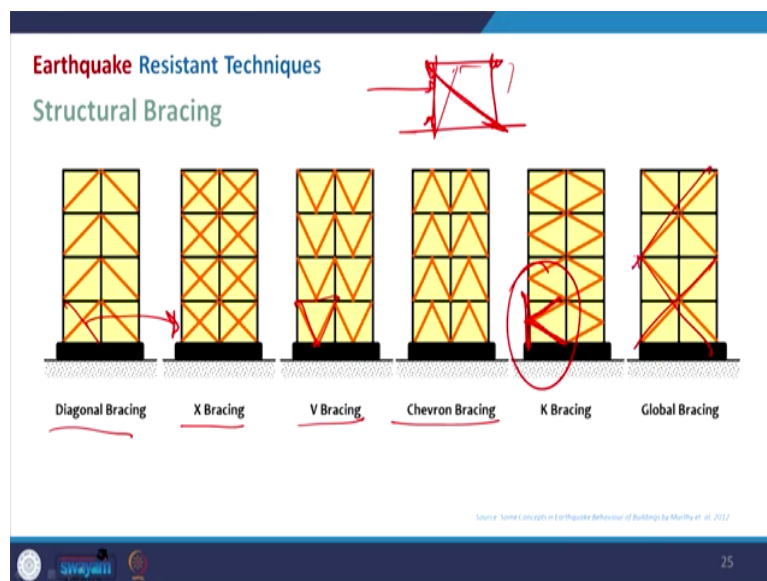 Earthquake Resistant Techniques
Structural Bracing
Diagonal Bracing X Bracing V Bracing Chevron Bracing K Bracing Global Bracing
Source: Some Concepts in Earthquake Behaviour of Buildings by Murthy et. al, 2012
swayam 25